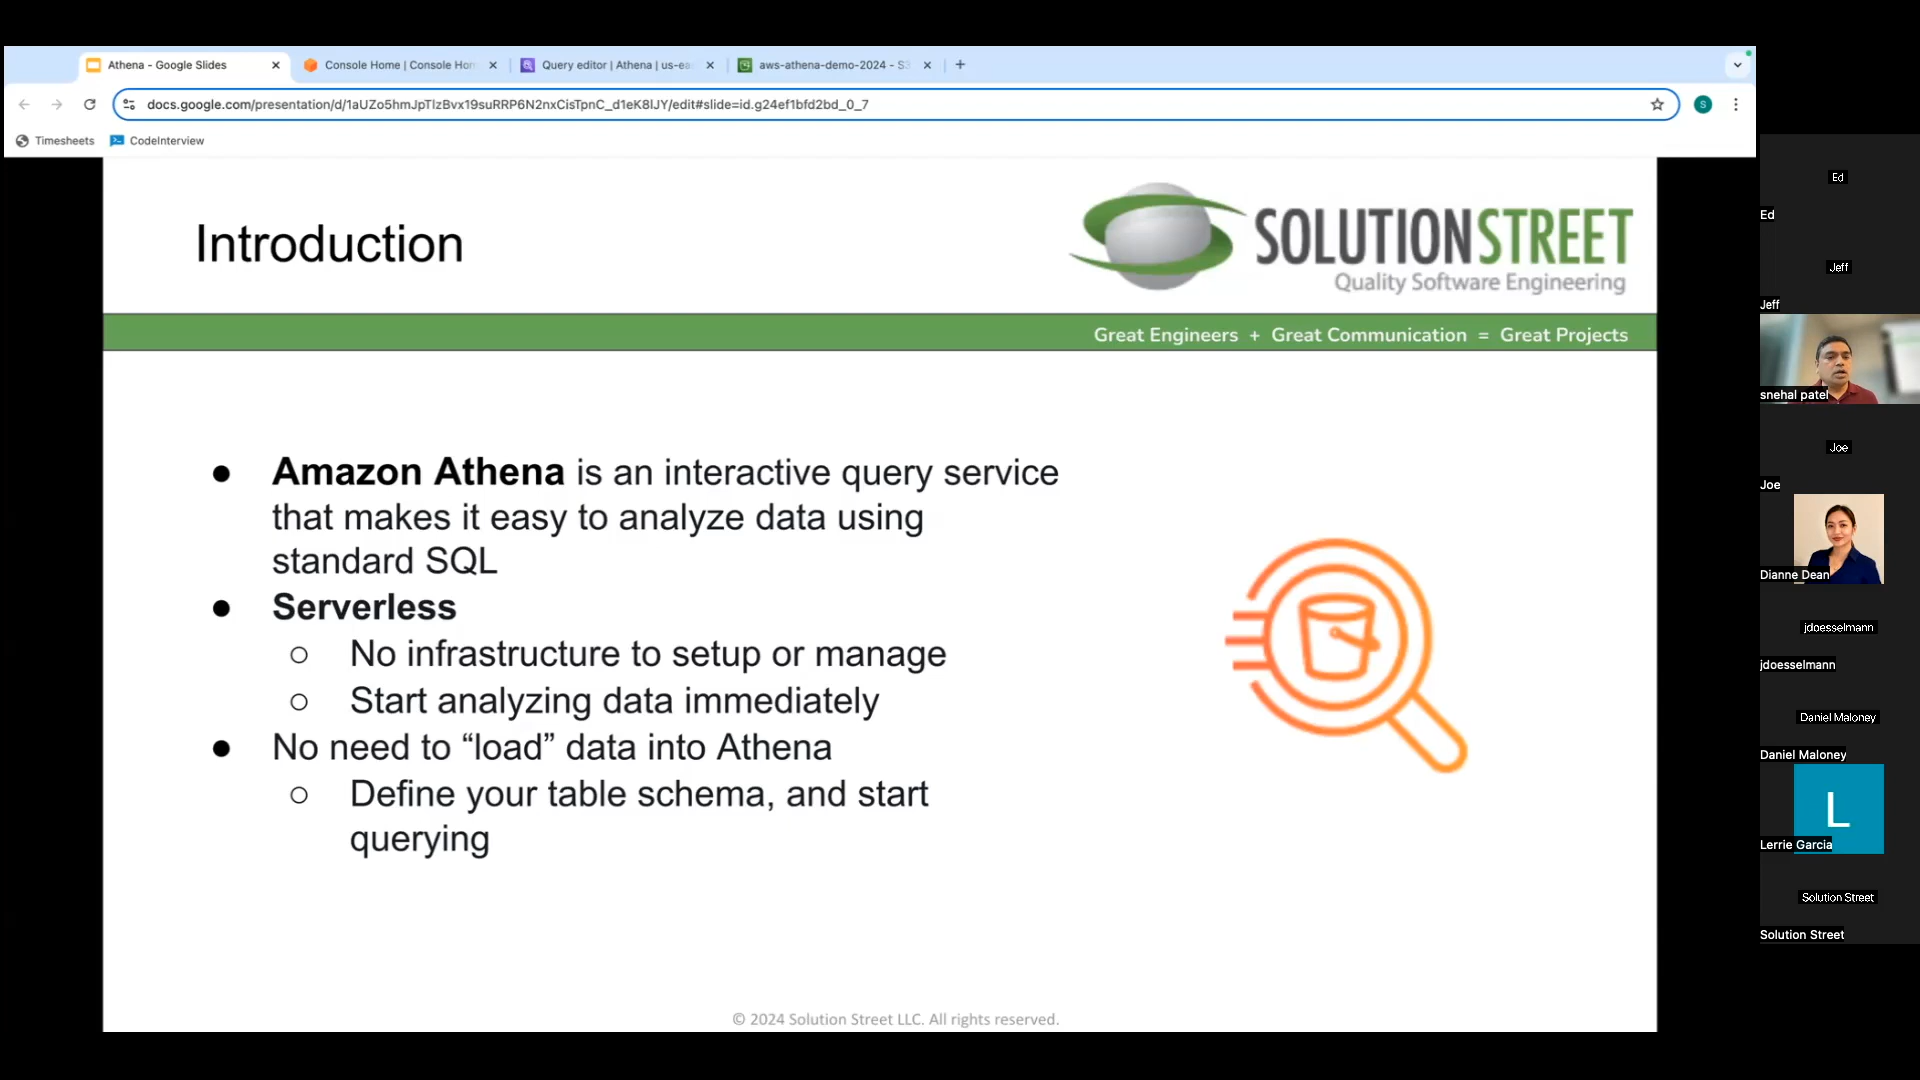 Athena - Google Slides
Console Home | Console Hom
Query editor | Athena | us-ea
aws-athena-demo-2024 - S3
docs.google.com/presentation/d/1aUZo5hmJpTlzBvx19suRRP6N2nxCisTpnC_d1eK8lJY/edit#slide=id.g24ef1bfd2bd_0_7
S
Timesheets
CodeInterview
Introduction
SOLUTIONSTREET
Quality Software Engineering
Great Engineers + Great Communication = Great Projects
● Amazon Athena is an interactive query service
that makes it easy to analyze data using
standard SQL
● Serverless
○ No infrastructure to setup or manage
○ Start analyzing data immediately
● No need to “load” data into Athena
○ Define your table schema, and start
querying
© 2024 Solution Street LLC. All rights reserved.
Ed
Ed
Jeff
Jeff
snehal patel
Joe
Joe
Dianne Dean
jdoesselmann
jdoesselmann
Daniel Maloney
Daniel Maloney
L
Lerrie Garcia
Solution Street
Solution Street